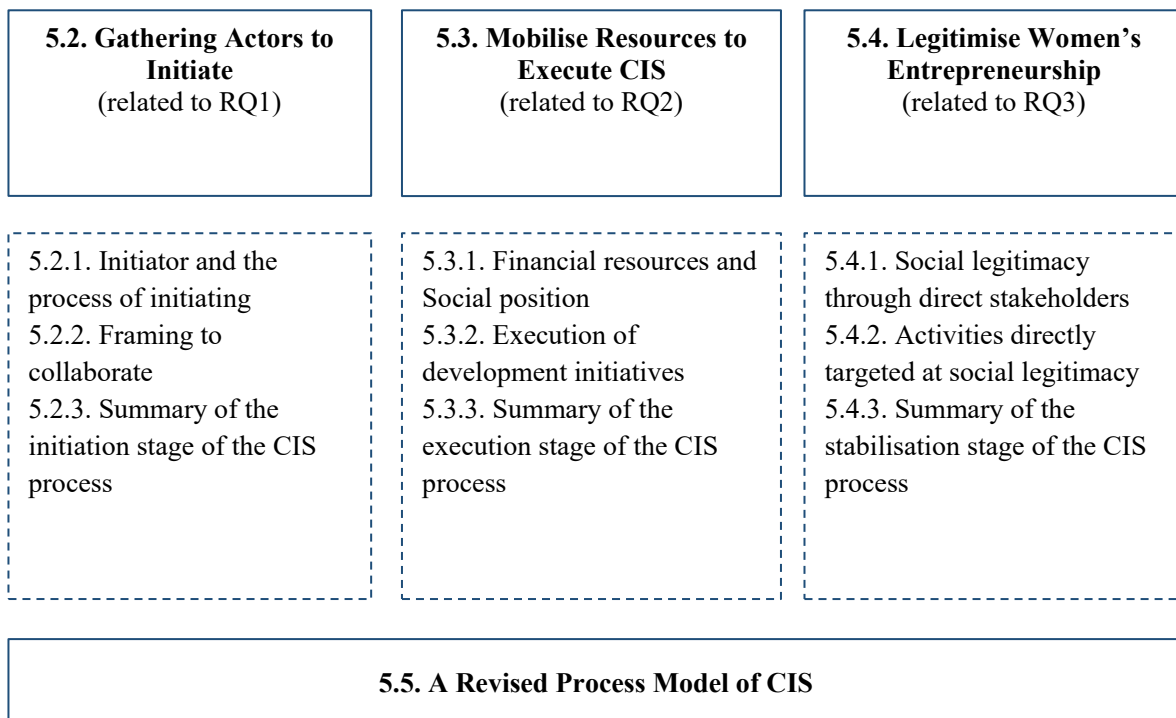 5.2. Gathering Actors to
Initiate
(related to RQ1)
5.3. Mobilise Resources to
Execute CIS
(related to RQ2)
5.4. Legitimise Women’s
Entrepreneurship
(related to RQ3)
5.2.1. Initiator and the
process of initiating
5.2.2. Framing to
collaborate
5.2.3. Summary of the
initiation stage of the CIS
process
5.3.1. Financial resources and
Social position
5.3.2. Execution of
development initiatives
5.3.3. Summary of the
execution stage of the CIS
process
5.4.1. Social legitimacy
through direct stakeholders
5.4.2. Activities directly
targeted at social legitimacy
5.4.3. Summary of the
stabilisation stage of the CIS
process
5.5. A Revised Process Model of CIS